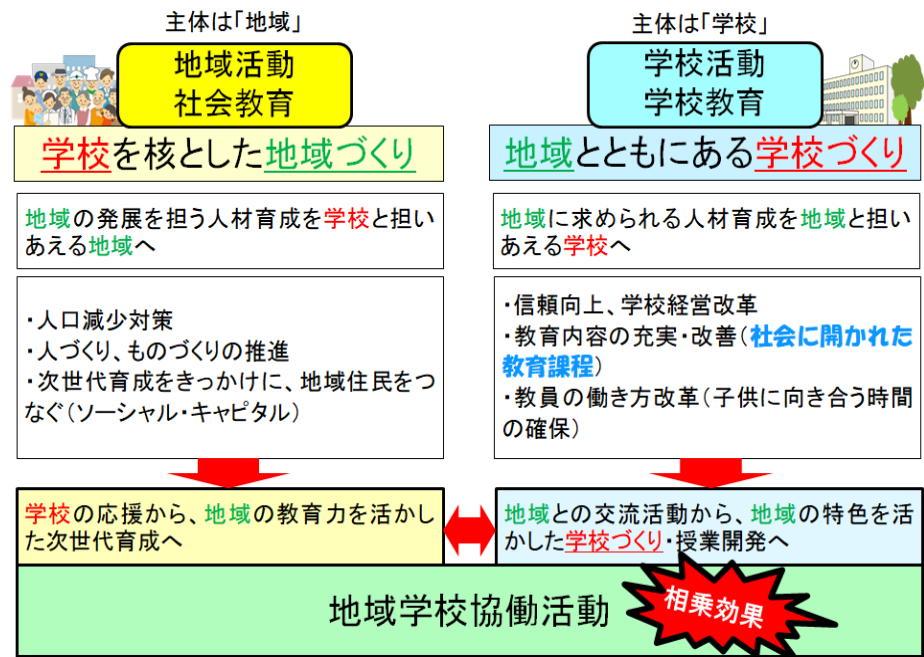 主体は「地域」
地域活動
社会教育
学校を核とした地域づくり
地域の発展を担う人材育成を学校と担い
あえる地域へ
・人口減少対策
・人づくり、ものづくりの推進
・次世代育成をきっかけに、地域住民をつ
なぐ(ソーシャル・キャピタル)
学校の応援から、地域の教育力を活かし
た次世代育成へ
主体は「学校」
学校活動
学校教育
地域とともにある学校づくり
地域に求められる人材育成を地域と担い
あえる学校へ
・信頼向上、学校経営改革
・教育内容の充実・改善(社会に開かれた
教育課程)
・教員の働き方改革(子供に向き合う時間
の確保)
地域との交流活動から、地域の特色を活
かした学校づくり・授業開発へ
地域学校協働活動
相乗効果